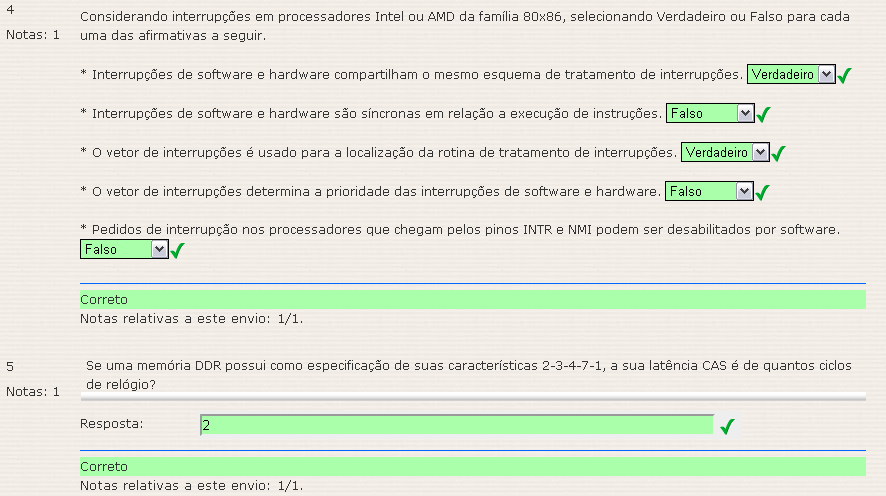 4
Notas: 1
Considerando interrupções em processadores Intel ou AMD da família 80x86, selecionando Verdadeiro ou Falso para cada
uma das afirmativas a seguir.
* Interrupções de software e hardware compartilham o mesmo esquema de tratamento de interrupções. Verdadeiro
* Interrupções de software e hardware são síncronas em relação a execução de instruções. Falso
* O vetor de interrupções é usado para a localização da rotina de tratamento de interrupções. Verdadeiro
* O vetor de interrupções determina a prioridade das interrupções de software e hardware. Falso
* Pedidos de interrupção nos processadores que chegam pelos pinos INTR e NMI podem ser desabilitados por software.
Falso
Correto
Notas relativas a este envio: 1/1.
5
Notas: 1
Se uma memória DDR possui como especificação de suas características 2-3-4-7-1, a sua latência CAS é de quantos ciclos
de relógio?
Resposta: 2
Correto
Notas relativas a este envio: 1/1.